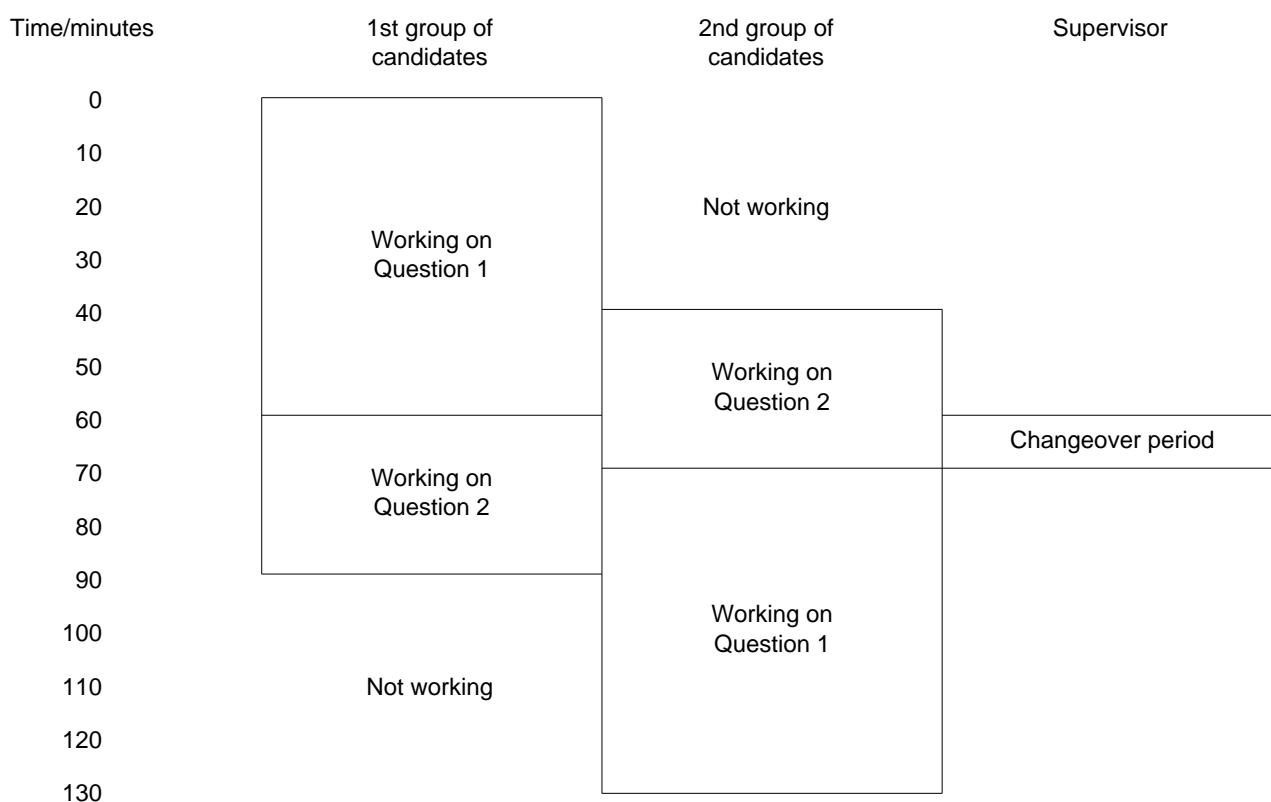 Time/minutes
1st group of
candidates
2nd group of
candidates
Supervisor
0
10
20
30
40
50
60
70
80
90
100
110
120
130
Working on
Question 1
Working on
Question 2
Not working
Not working
Working on
Question 2
Working on
Question 1
Changeover period